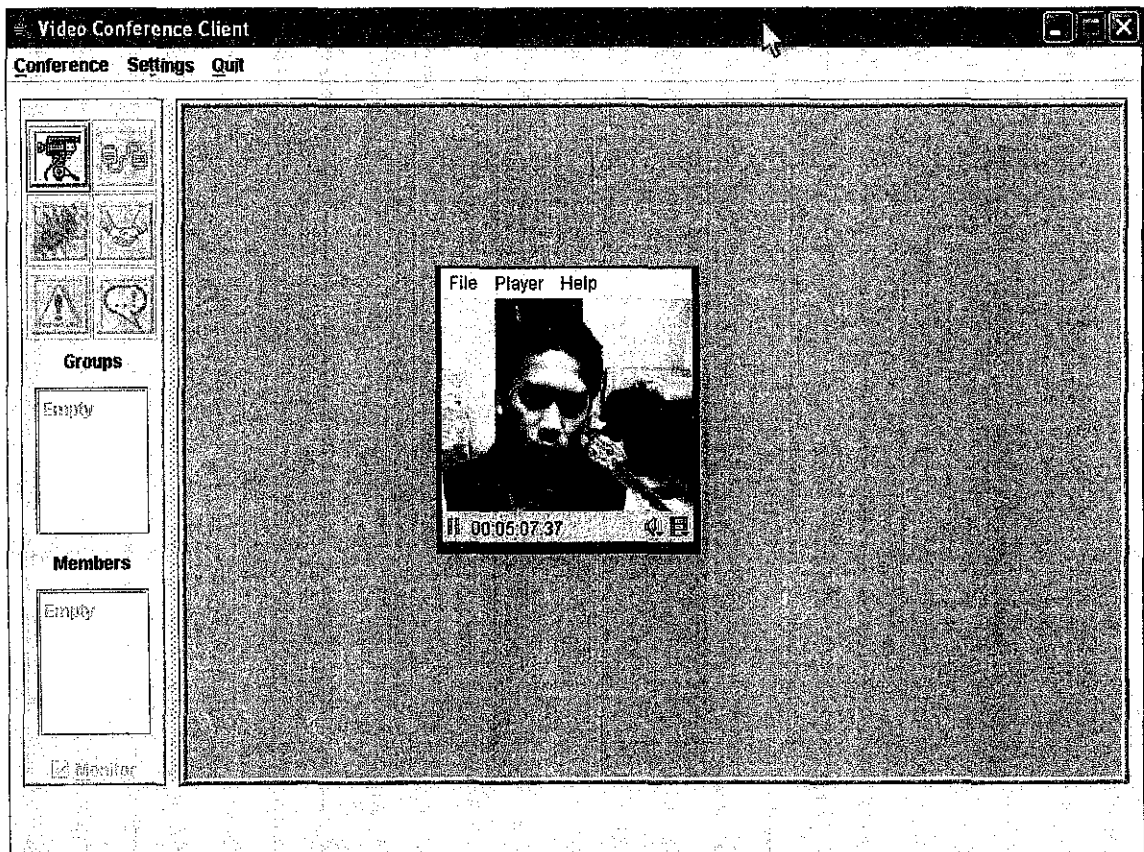 Video Conference Client
Conference Settings Quit
Groups
Empty
Members
Empty
Monitor
File Player Help
00:05:07.37